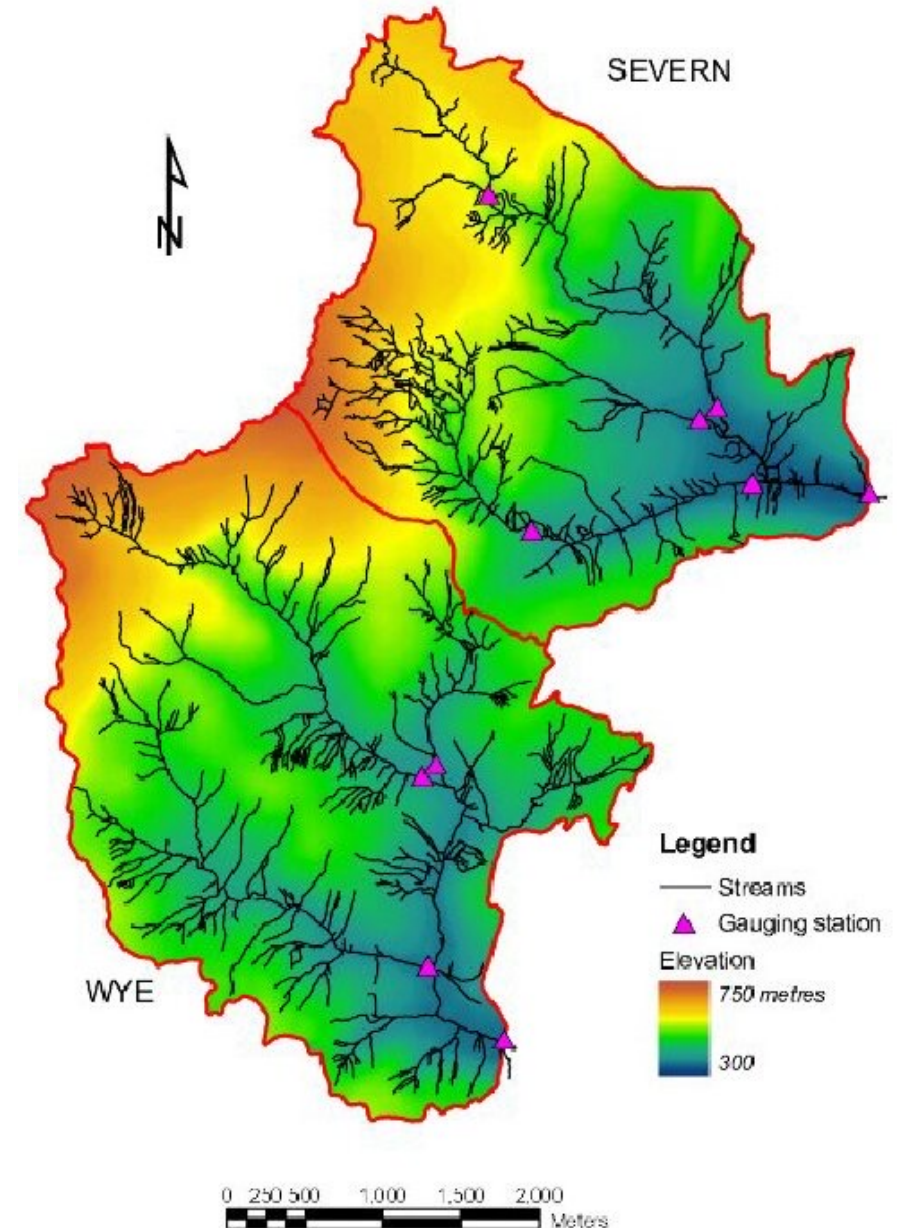 SEVERN
N
WYE
Legend
Streams
Gauging station
Elevation
750 metres
300
0 250 500 1,000 1,500 2,000
Meters